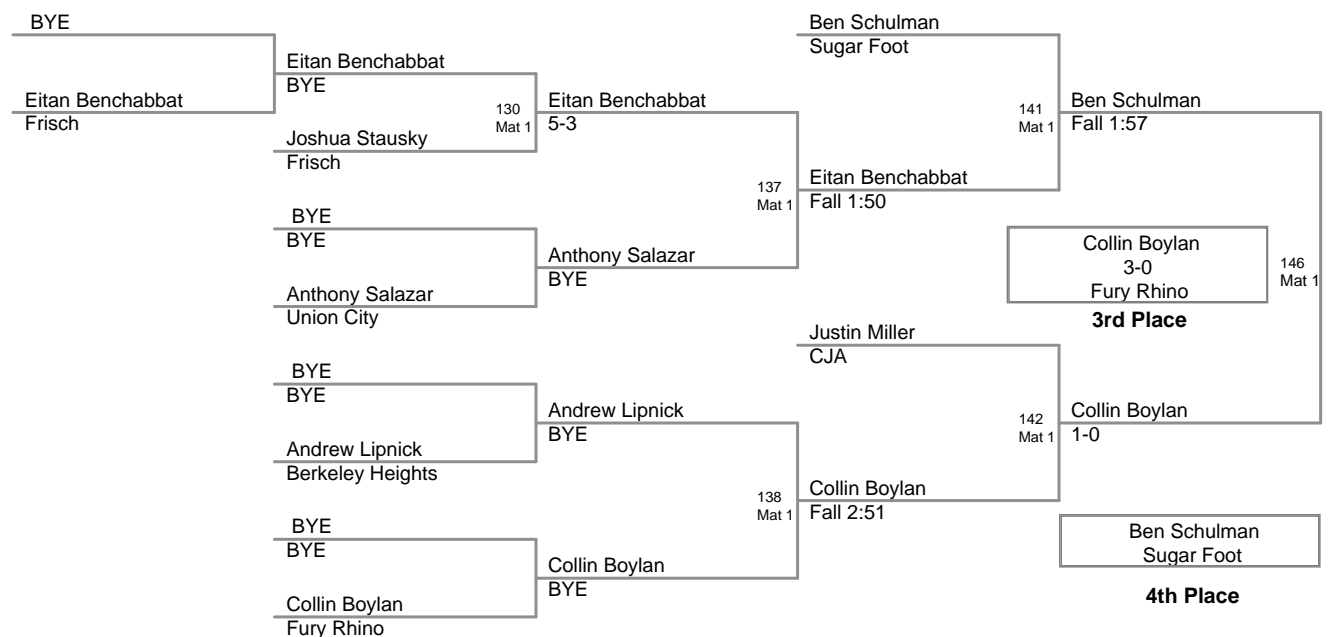 BYE
Eitan Benchabbat
Frisch
Eitan Benchabbat
BYE
Joshua Stausky
Frisch
130
Mat 1
Eitan Benchabbat
5-3
BYE
BYE
Anthony Salazar
Union City
Anthony Salazar
BYE
137
Mat 1
Eitan Benchabbat
Fall 1:50
Ben Schulman
Sugar Foot
141
Mat 1
Ben Schulman
Fall 1:57
BYE
BYE
Andrew Lipnick
Berkeley Heights
Andrew Lipnick
BYE
BYE
BYE
Collin Boylan
Fury Rhino
Collin Boylan
BYE
138
Mat 1
Collin Boylan
Fall 2:51
Justin Miller
CJA
142
Mat 1
Collin Boylan
1-0
146
Mat 1
Collin Boylan
3-0
Fury Rhino
3rd Place
Ben Schulman
Sugar Foot
4th Place